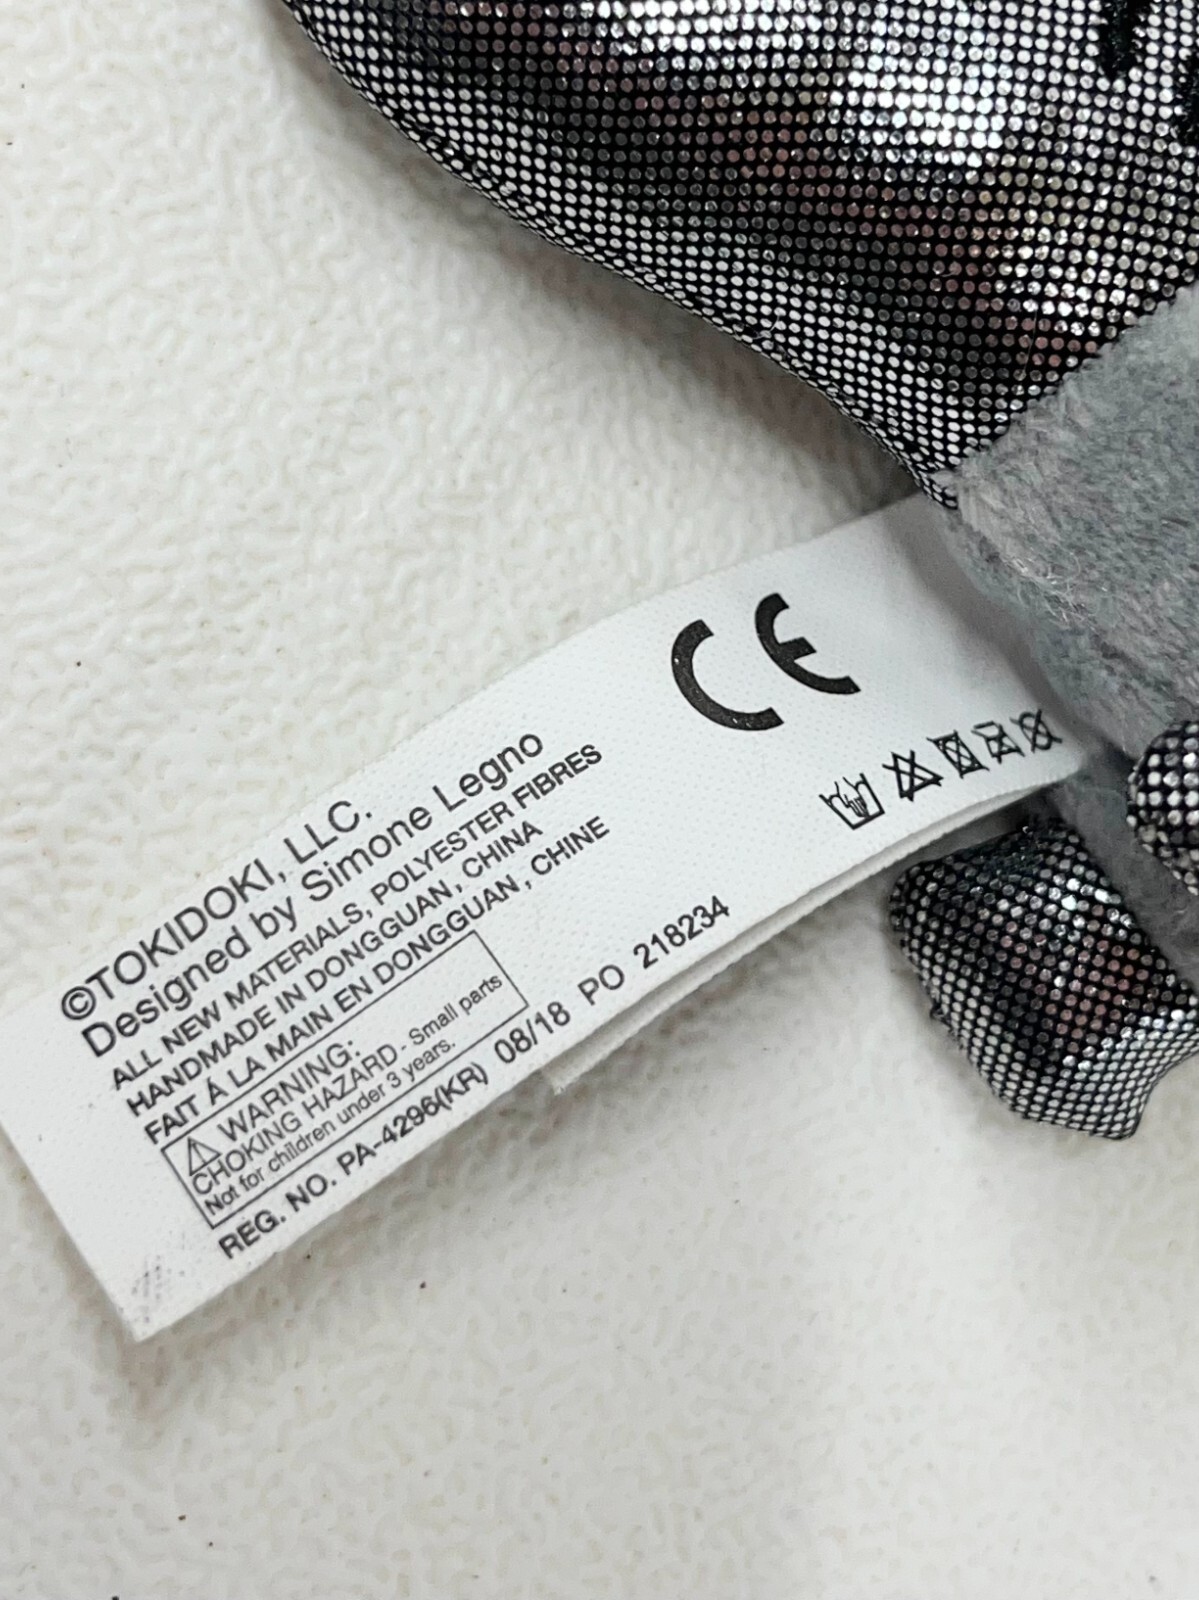 ©TOKIDOKI, LLC.
Designed by Simone Legno
ALL NEW MATERIALS, POLYESTER FIBRES
HANDMADE IN DONGGUAN, CHINA
FAIT À LA MAIN EN DONGGUAN, CHINE
WARNING:
CHOKING HAZARD - Small parts
Not for children under 3 years.
REG. NO. PA-4296(KR) 08/18 PO 218234
CE